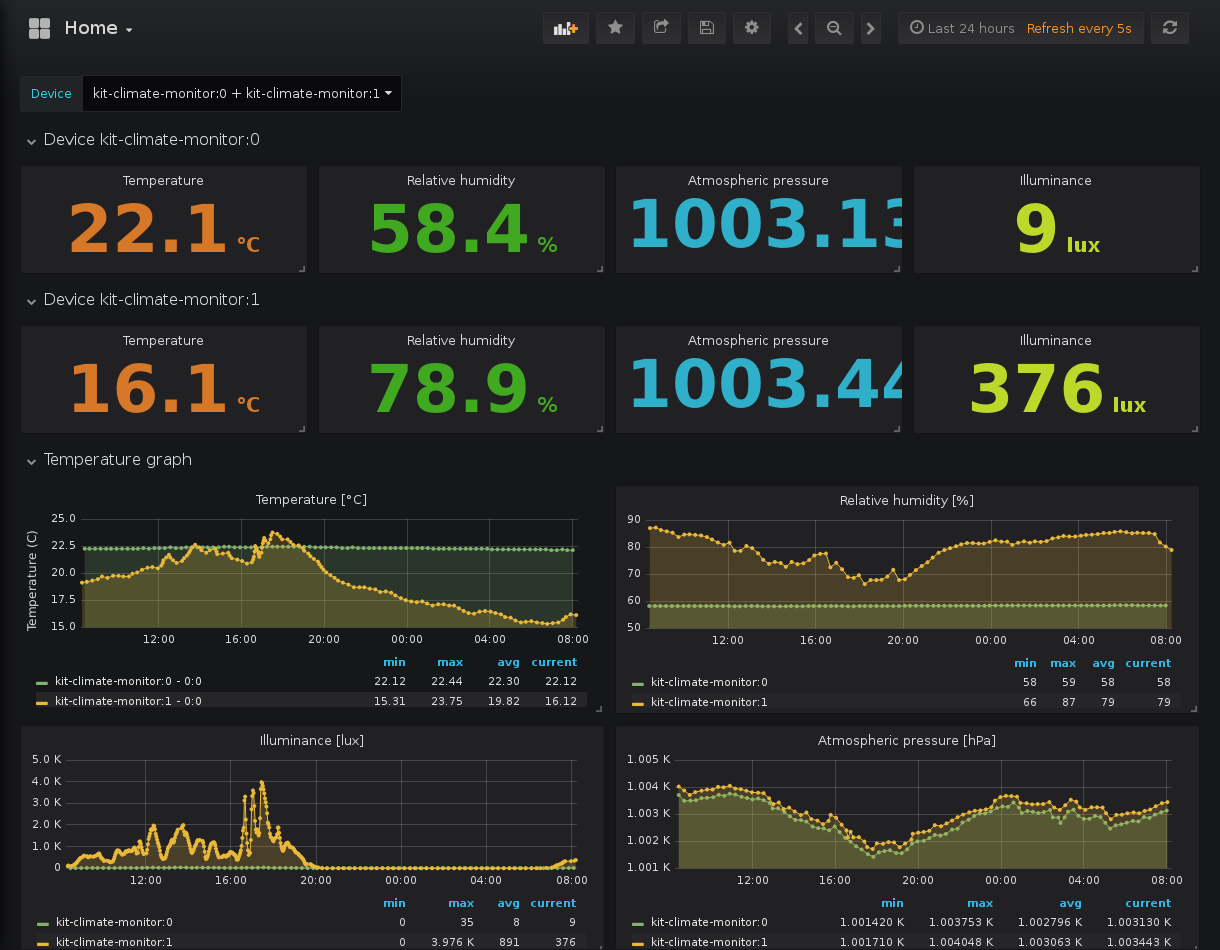 Home
Last 24 hours Refresh every 5s
Device kit-climate-monitor:0 + kit-climate-monitor:1
Device kit-climate-monitor:0
Temperature Relative humidity Atmospheric pressure Illuminance
22.1 °C 58.4 % 1003.13 9 lux
Device kit-climate-monitor:1
Temperature Relative humidity Atmospheric pressure Illuminance
16.1 °C 78.9 % 1003.44 376 lux
Temperature graph
Temperature [°C]
Temperature (C)
25.0
22.5
20.0
17.5
15.0
12:00 16:00 20:00 00:00 04:00 08:00
min max avg current
kit-climate-monitor:0 - 0:0 22.12 22.44 22.30 22.12
kit-climate-monitor:1 - 0:0 15.31 23.75 19.82 16.12
Relative humidity [%]
90
80
70
60
50
12:00 16:00 20:00 00:00 04:00 08:00
min max avg current
kit-climate-monitor:0 58 59 58 58
kit-climate-monitor:1 66 87 79 79
Illuminance [lux]
5.0 K
4.0 K
3.0 K
2.0 K
1.0 K
0
12:00 16:00 20:00 00:00 04:00 08:00
min max avg current
kit-climate-monitor:0 0 35 8 9
kit-climate-monitor:1 0 3.976 K 891 376
Atmospheric pressure [hPa]
1.005 K
1.004 K
1.003 K
1.002 K
1.001 K
12:00 16:00 20:00 00:00 04:00 08:00
min max avg current
kit-climate-monitor:0 1.001420 K 1.003753 K 1.002796 K 1.003130 K
kit-climate-monitor:1 1.001710 K 1.004048 K 1.003063 K 1.003443 K